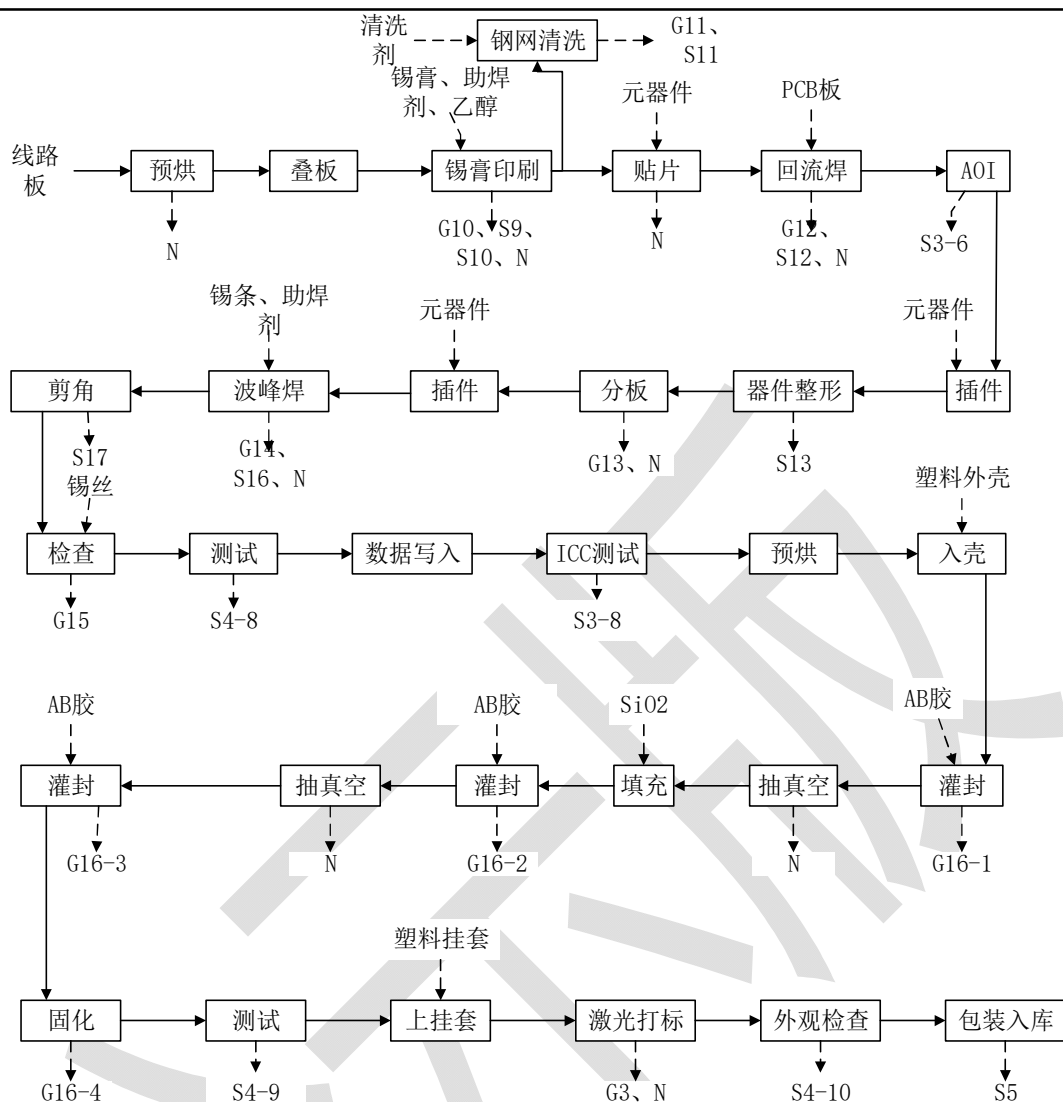 清洗
剂
钢网清洗
G11、
S11
锡膏、助焊
剂、乙醇
元器件
PCB板
线路
板
预烘
叠板
锡膏印刷
贴片
回流焊
AOI
N
G10、S9、
S10、N
N
G12、
S12、N
S3-6
锡条、助焊
剂
元器件
元器件
剪角
波峰焊
插件
分板
器件整形
插件
S17
锡丝
G14、
S16、N
G13、N
S13
塑料外壳
检查
测试
数据写入
ICC测试
预烘
入壳
G15
S4-8
S3-8
AB胶
AB胶
SiO2
AB胶
灌封
抽真空
灌封
填充
抽真空
灌封
G16-3
N
G16-2
N
G16-1
塑料挂套
固化
测试
上挂套
激光打标
外观检查
包装入库
G16-4
S4-9
G3、N
S4-10
S5
示版